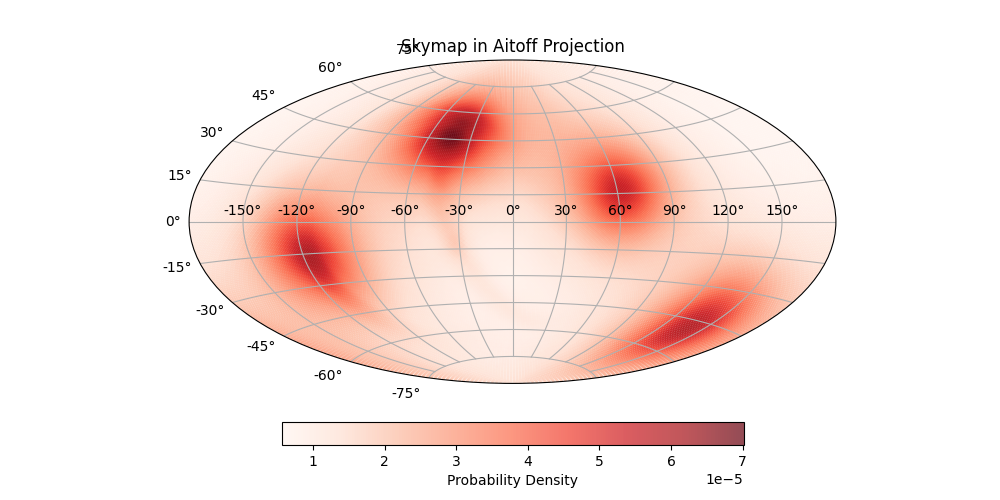 75°
Skymap in Aitoff Projection
60°
45°
30°
15°
-150° -120° -90° -60° -30° 0° 30° 60° 90° 120° 150°
0°
-15°
-30°
-45°
-60°
-75°
1 2 3 4 5 6 7
1e−5
Probability Density